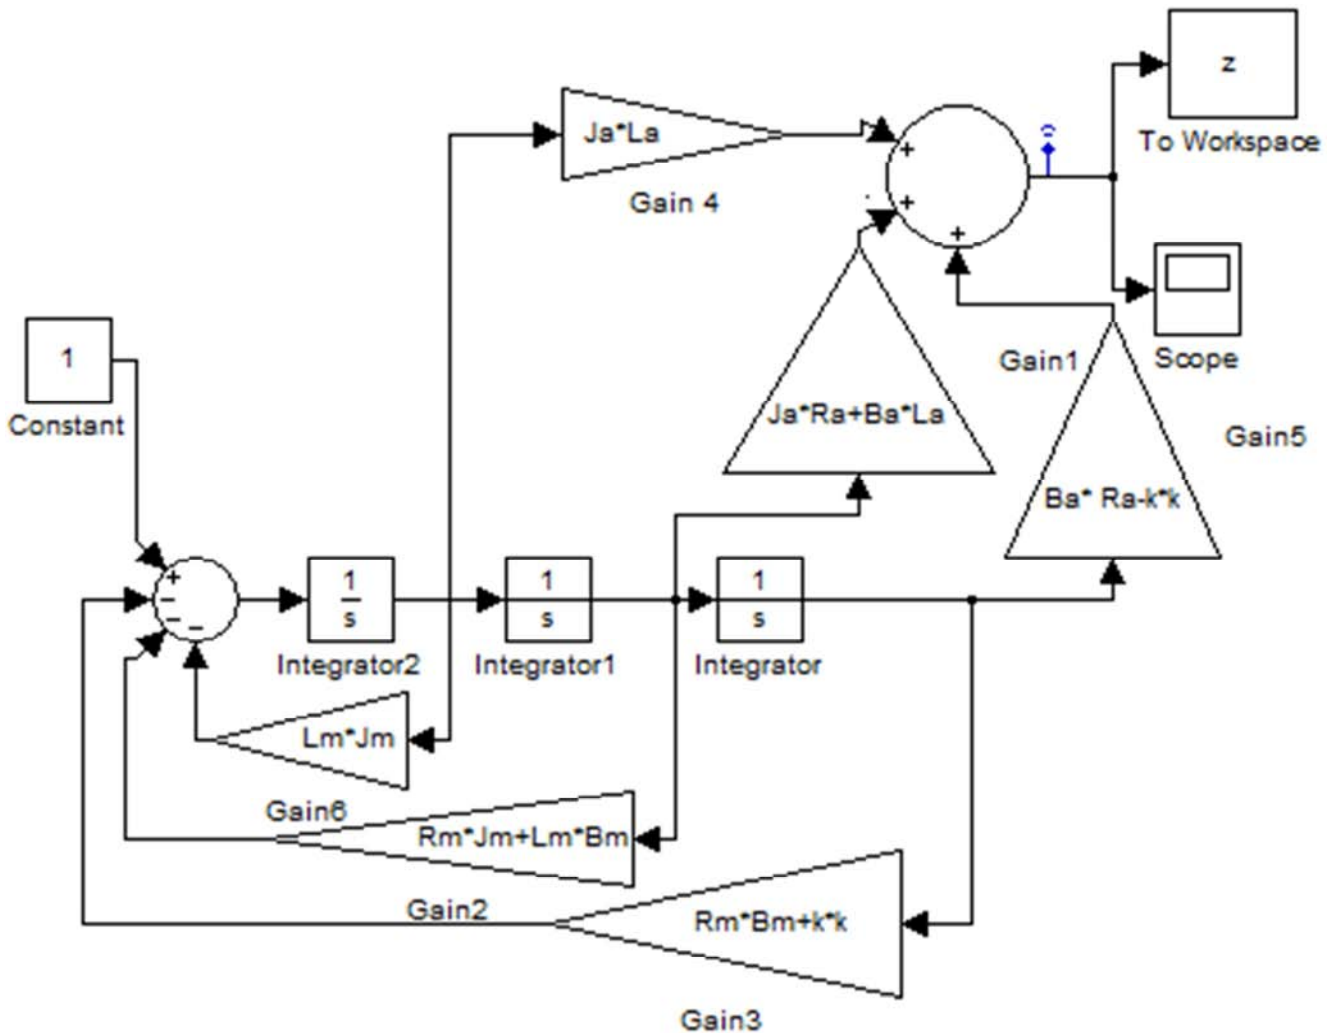 z
To Workspace
Ja*La
+
Gain 4
+
+
1
Constant
Gain1
Scope
Ja*Ra+Ba*La
Gain5
Ba* Ra-k*k
+
−
−
−
1
s
Integrator2
1
s
Integrator1
1
s
Integrator
Lm*Jm
Gain6
Rm*Jm+Lm*Bm
Gain2
Rm*Bm+k*k
Gain3